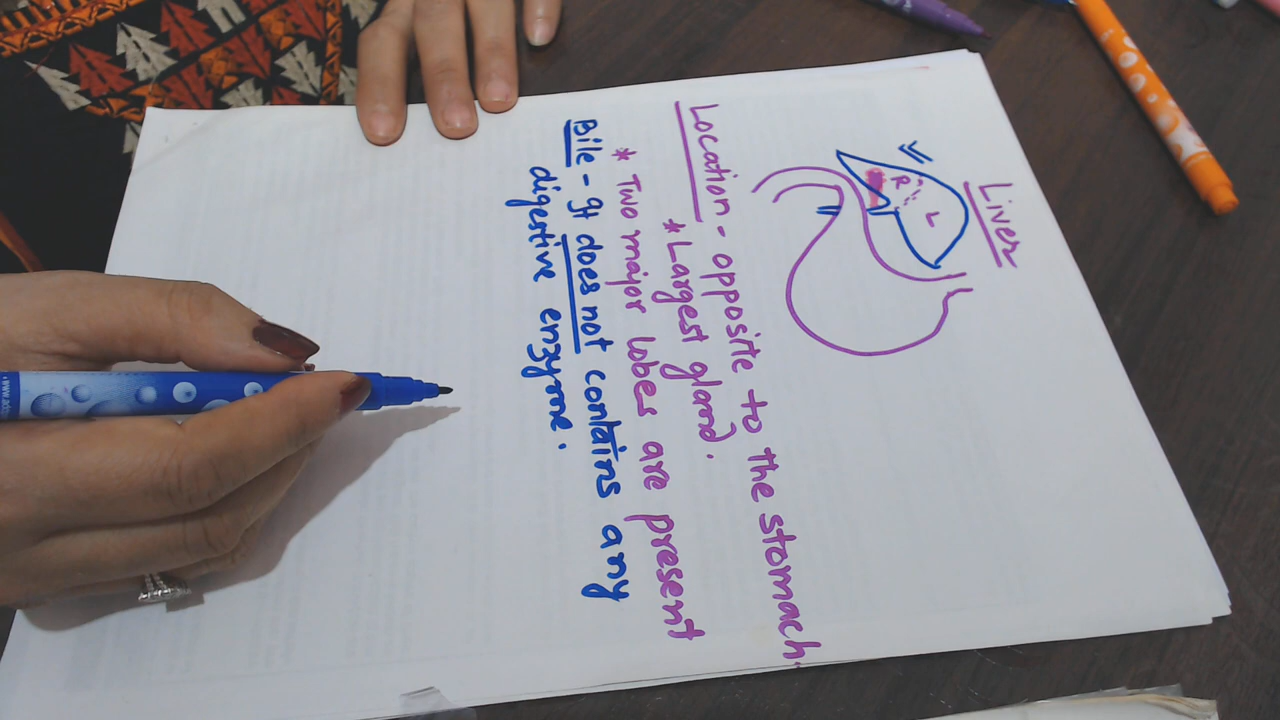 Liver
R
L
Location - opposite to the stomach.
* Largest gland.
* Two major lobes are present
Bile - It does not contains any
digestive enzyme.